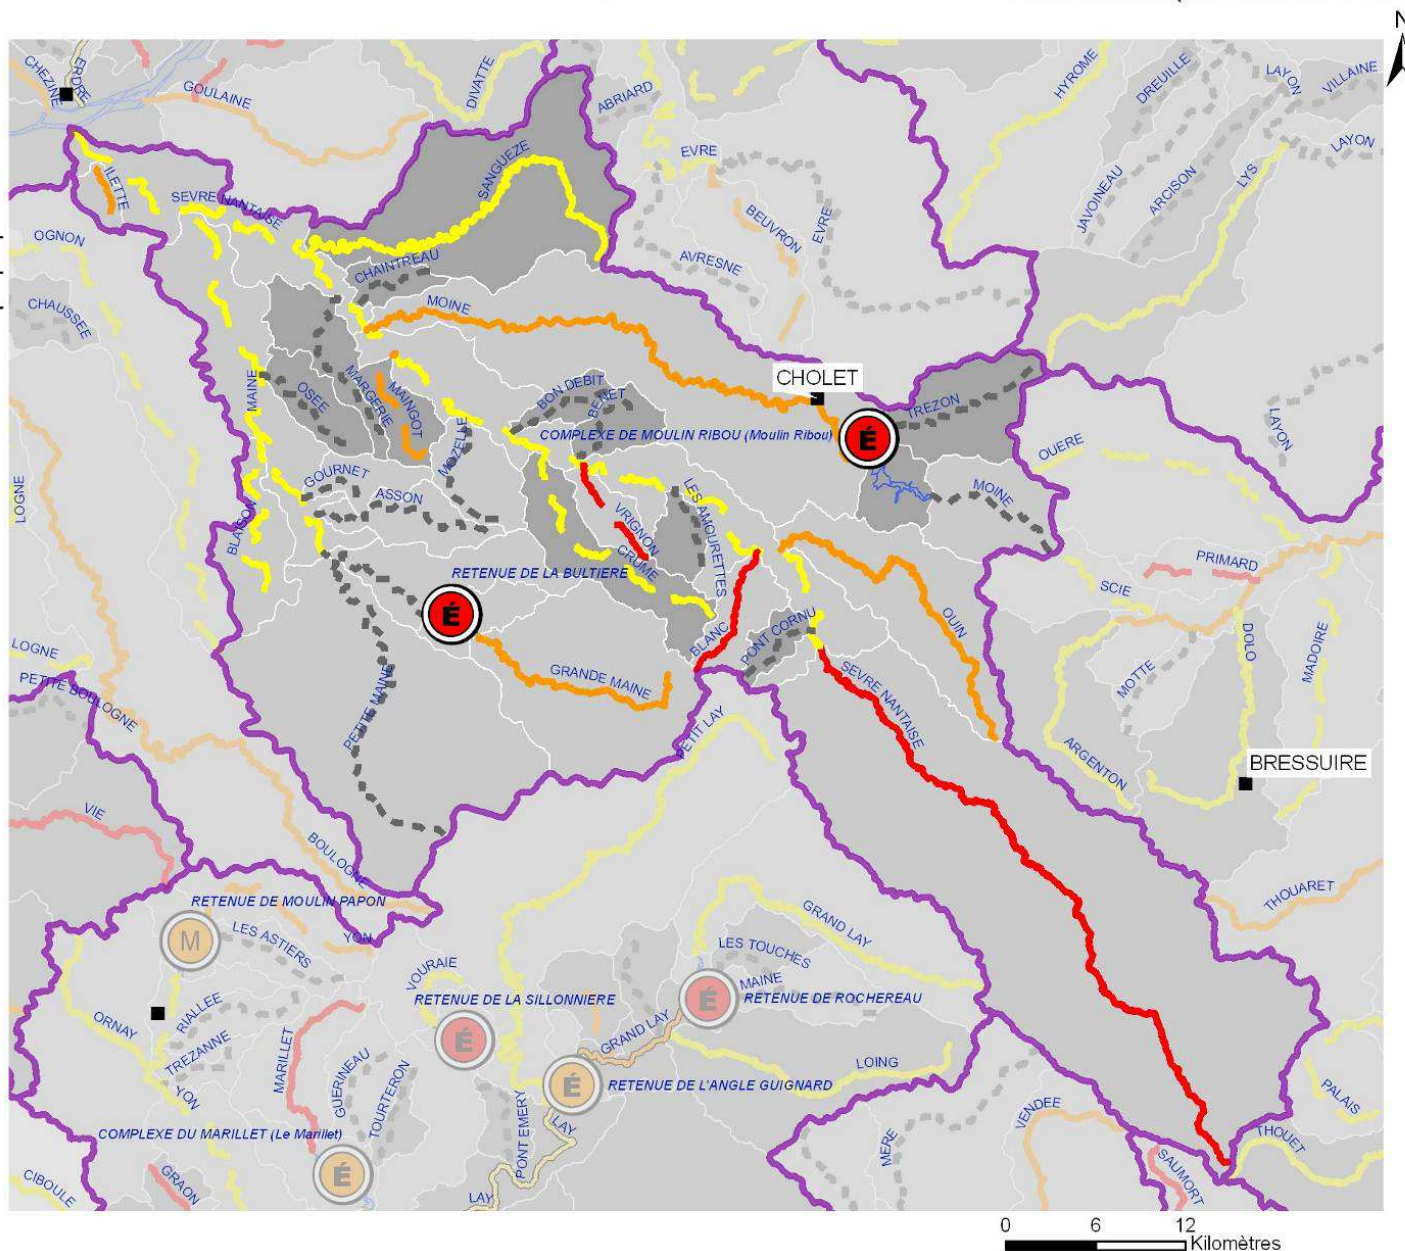 N
CHEZINE
ERDRE
GOULAINE
DIVATTE
ABRIARD
HYROME
DREUILLE
LAYON
VILLAINE
LAYON
ILETTE
SEVRE NANTAISE
SANGUEZE
EVRE
BEUVRON
EVRE
JAVOINEAU
ARCISON
LYS
OGNON
AVRESNE
CHAINTREAU
CHAUSSEE
MOINE
MAINE
OSEE
MARGERIE
MAINGOT
MOZELLE
BON DEBIT
BENET
CHOLET
TREZON
LAYON
COMPLEXE DE MOULIN RIBOU (Moulin Ribou)
É
OUERE
LOGNE
GOURNET
ASSON
LES AMOURETTES
MOINE
BLAISON
VRIGNON
CRUME
PRIMARD
SCIE
RETENUE DE LA BULTIERE
É
OUIN
BLANC
PONT CORNU
DOLO
MADOIRE
LOGNE
PETITE BOULOGNE
PETITE MAINE
GRANDE MAINE
SEVRE NANTAISE
MOTTE
PETIT LAY
ARGENTON
BRESSUIRE
VIE
BOULOGNE
THOUARET
RETENUE DE MOULIN PAPON
M
LES ASTIERS
YON
GRAND LAY
LES TOUCHES
VOURAIE
MAINE
RETENUE DE LA SILLONNIERE
É
RETENUE DE ROCHEREAU
É
ORNAY
RIALLEE
TREZANNE
MARILLET
GUERINEAU
TOURTERON
GRAND LAY
LOING
É
RETENUE DE L'ANGLE GUIGNARD
YON
PONT EMERY
LAY
VENDEE
PALAIS
COMPLEXE DU MARILLET (Le Marillet)
É
MERE
THOUET
CIBOULE
GRAON
LAY
SAUMORT
0 6 12
Kilomètres